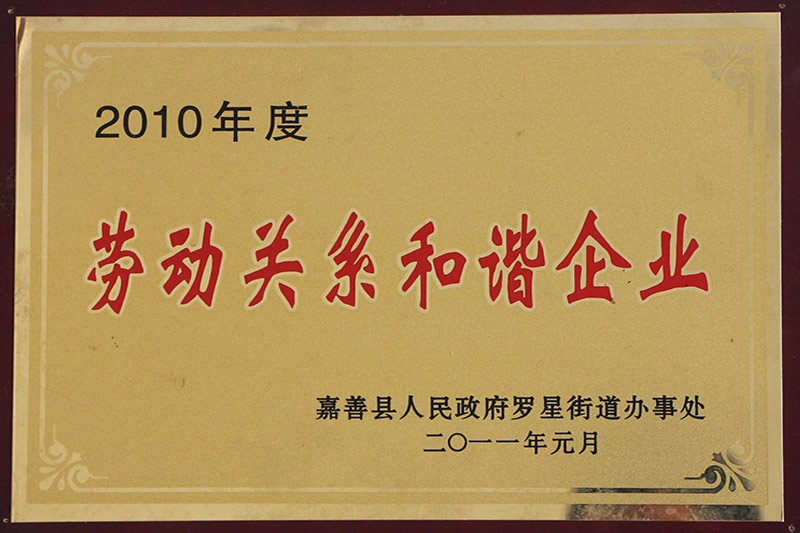 2010年度
劳动关系和谐企业
嘉善县人民政府罗星街道办事处
二〇一一年元月